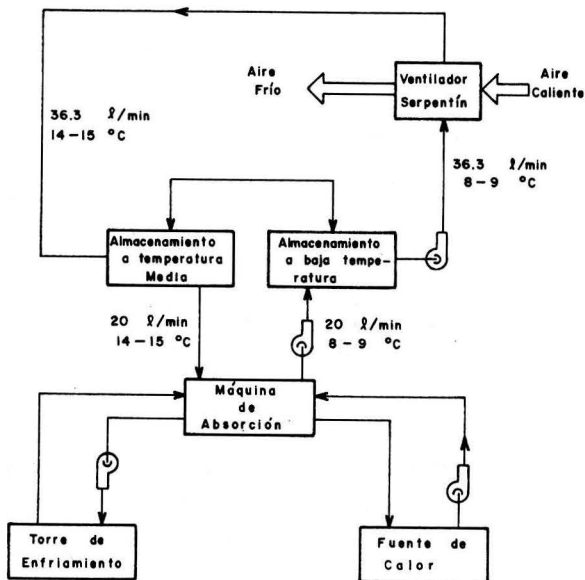 Aire
Frío
Ventilador
Serpentín
Aire
Caliente
36.3 ℓ/min
14-15 °C
36.3 ℓ/min
8-9 °C
Almacenamiento
a temperatura
Media
Almacenamiento
a baja tempe-
ratura
20 ℓ/min
14-15 °C
20 ℓ/min
8-9 °C
Máquina
de
Absorción
Torre de
Enfriamiento
Fuente de
Calor